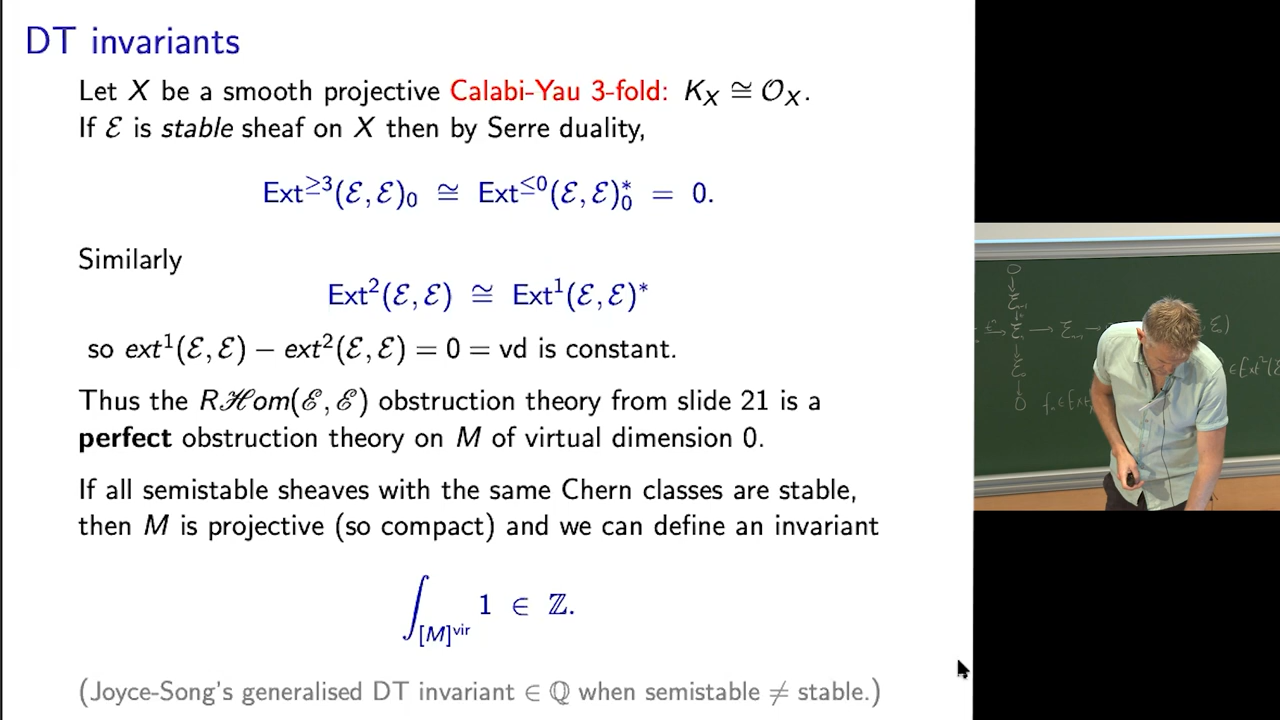 DT invariants
Let X be a smooth projective Calabi-Yau 3-fold: K_X ≅ 𝒪_X.
If ℰ is stable sheaf on X then by Serre duality,
Ext^{≥3}(ℰ, ℰ)_0 ≅ Ext^{≤0}(ℰ, ℰ)^*_0 = 0.
Similarly
Ext^2(ℰ, ℰ) ≅ Ext^1(ℰ, ℰ)^*
so ext^1(ℰ, ℰ) − ext^2(ℰ, ℰ) = 0 = vd is constant.
Thus the Rℋom(ℰ, ℰ) obstruction theory from slide 21 is a
perfect obstruction theory on M of virtual dimension 0.
If all semistable sheaves with the same Chern classes are stable,
then M is projective (so compact) and we can define an invariant
∫_{[M]^{vir}} 1 ∈ ℤ.
(Joyce-Song's generalised DT invariant ∈ ℚ when semistable ≠ stable.)